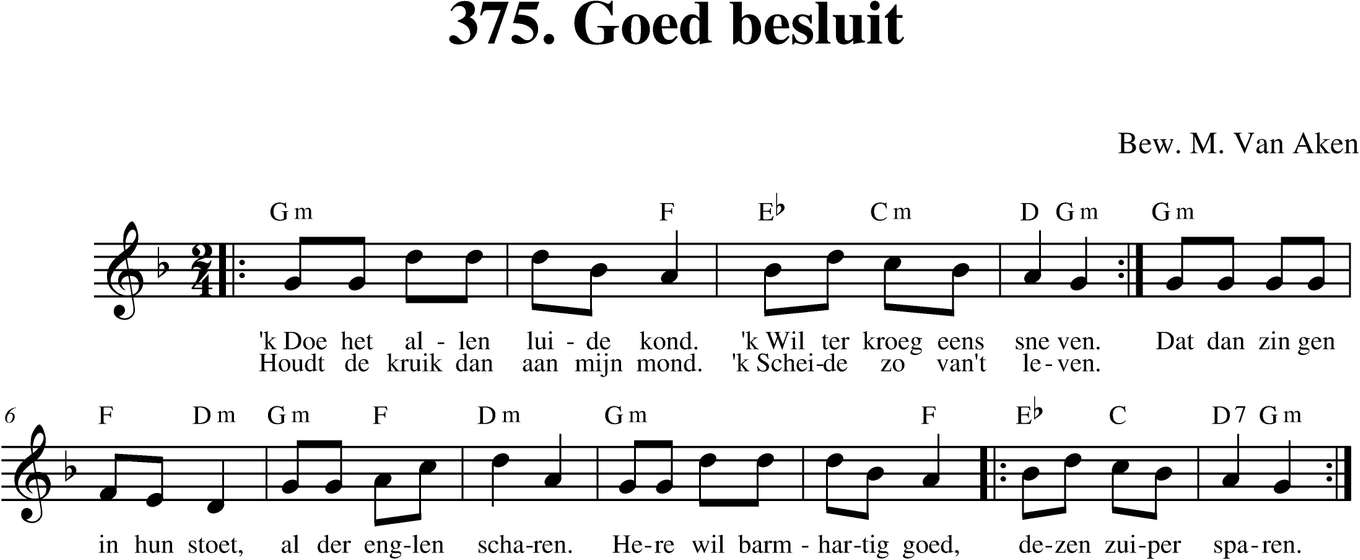 375. Goed besluit
Bew. M. Van Aken
Gm F E♭ Cm D Gm Gm
2/4
'k Doe het al - len lui - de kond. 'k Wil ter kroeg eens sne ven. Dat dan zin gen
Houdt de kruik dan aan mijn mond. 'k Schei-de zo van't le-ven.
6 F Dm Gm F Dm Gm F E♭ C D7 Gm
in hun stoet, al der eng-len scha-ren. He-re wil barm - har-tig goed, de-zen zui-per spa-ren.